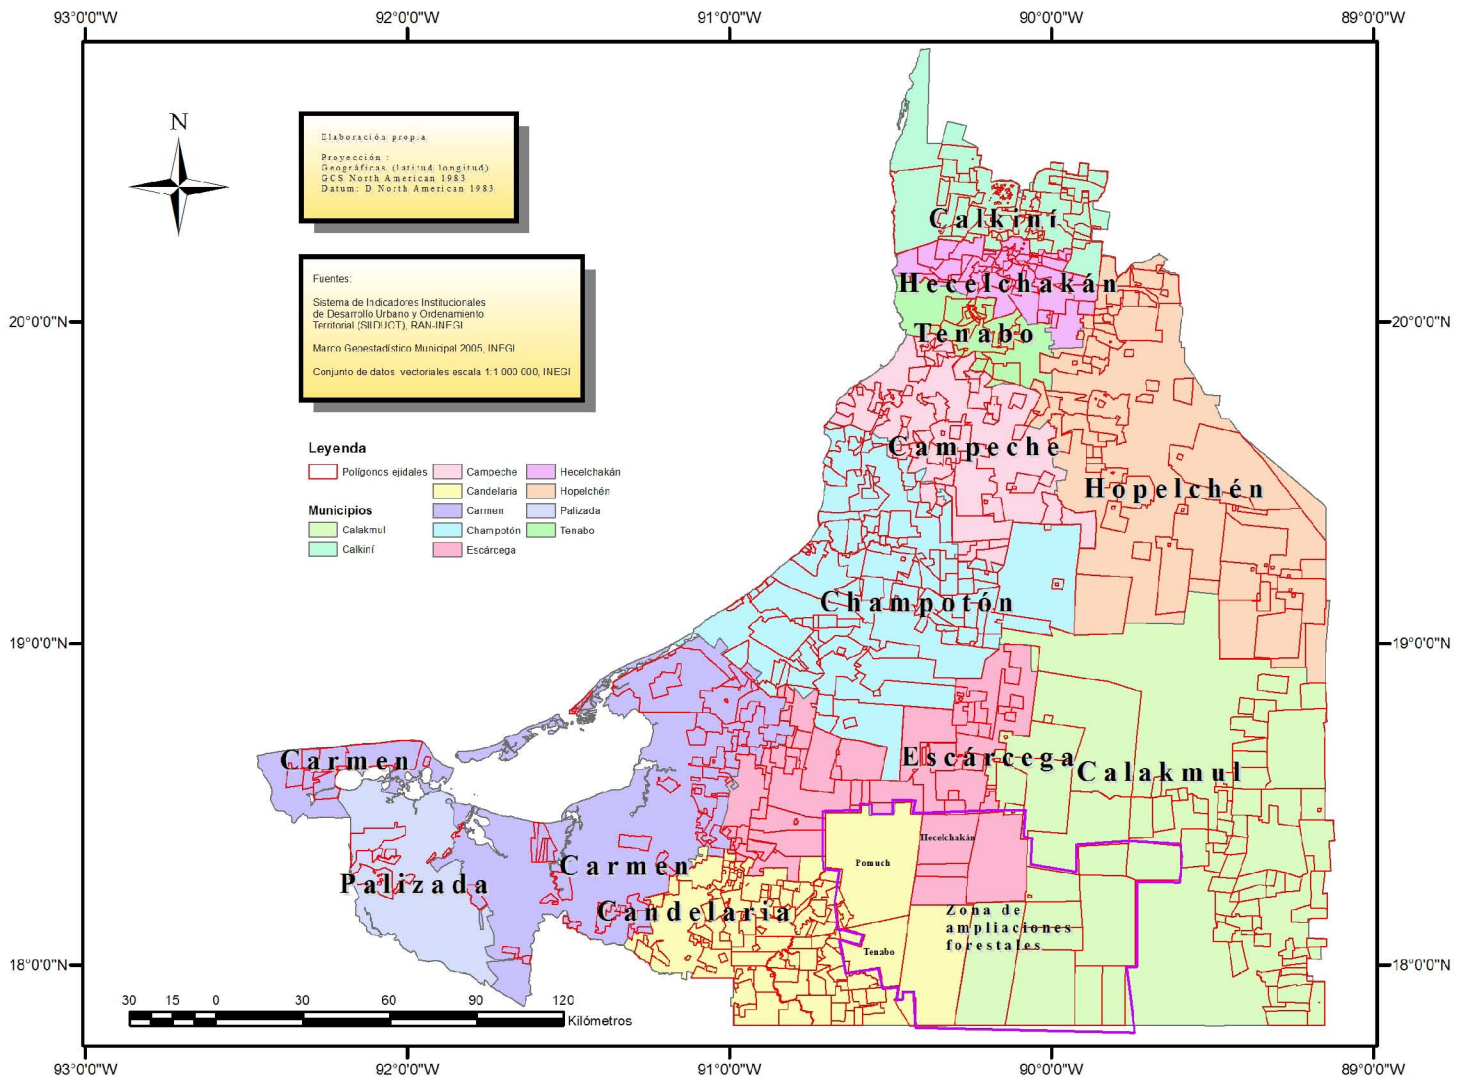 93°0'0"W 92°0'0"W 91°0'0"W 90°0'0"W 89°0'0"W
N
Elaboración propia
Proyección :
Geográficas (latitud longitud)
GCS North American 1983
Datum: D North American 1983
Fuentes:
Sistema de Indicadores Institucionales
de Desarrollo Urbano y Ordenamiento
Territorial (SIIDUOT), RAN-INEGI
Marco Geoestadístico Municipal 2005, INEGI
Conjunto de datos vectoriales escala 1:1 000 000, INEGI
Leyenda
Polígonos ejidales
Municipios
Calakmul
Calkiní
Campeche
Candelaria
Carmen
Champotón
Escárcega
Hecelchakán
Hopelchén
Palizada
Tenabo
Calkiní
Hecelchakán
Tenabo
20°0'0"N 20°0'0"N
Campeche
Hopelchén
Champotón
19°0'0"N 19°0'0"N
Carmen
Escárcega
Calakmul
Hecelchakán
Pomuch
Carmen
Palizada
Candelaria
Zona de
ampliaciones
forestales
Tenabo
18°0'0"N 18°0'0"N
30 15 0 30 60 90 120
Kilómetros
93°0'0"W 92°0'0"W 91°0'0"W 90°0'0"W 89°0'0"W